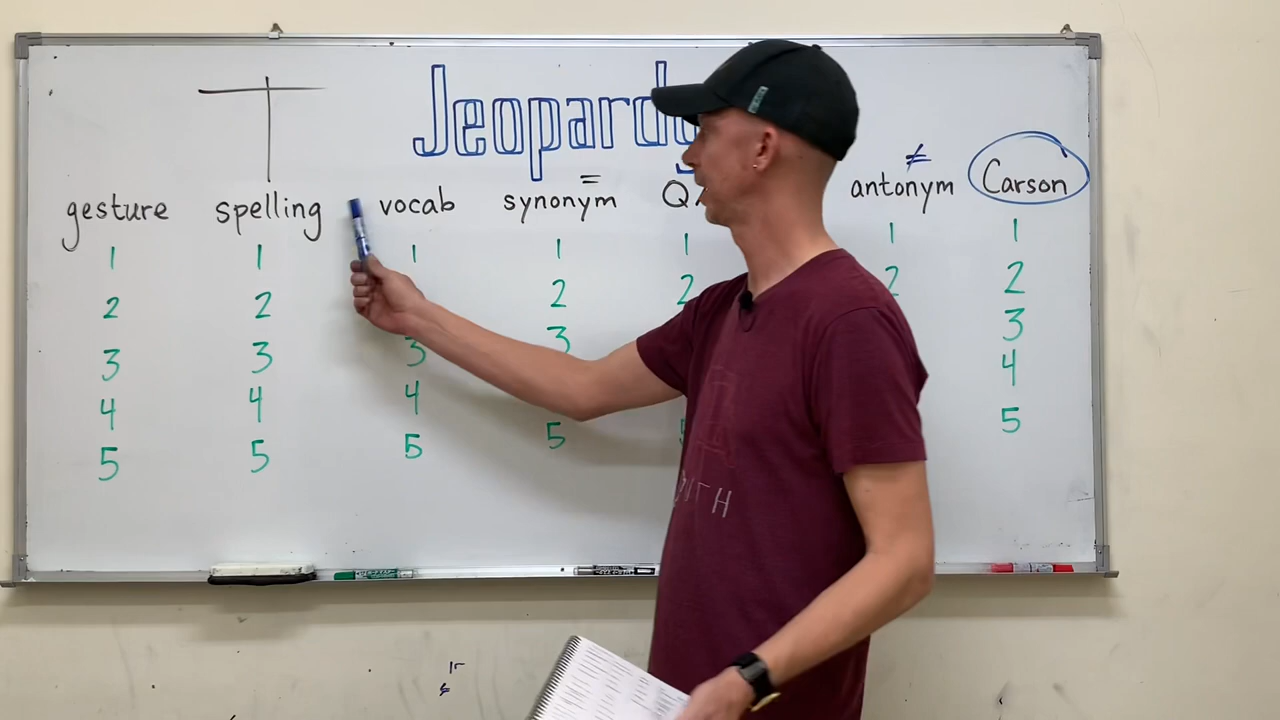 Jeopardy
gesture spelling vocab synonym = Q antonym ≠ Carson
1 1 1 1 1 1 1
2 2 2 2 2 2
3 3 3 3 3
4 4 4 4
5 5 5 5 5